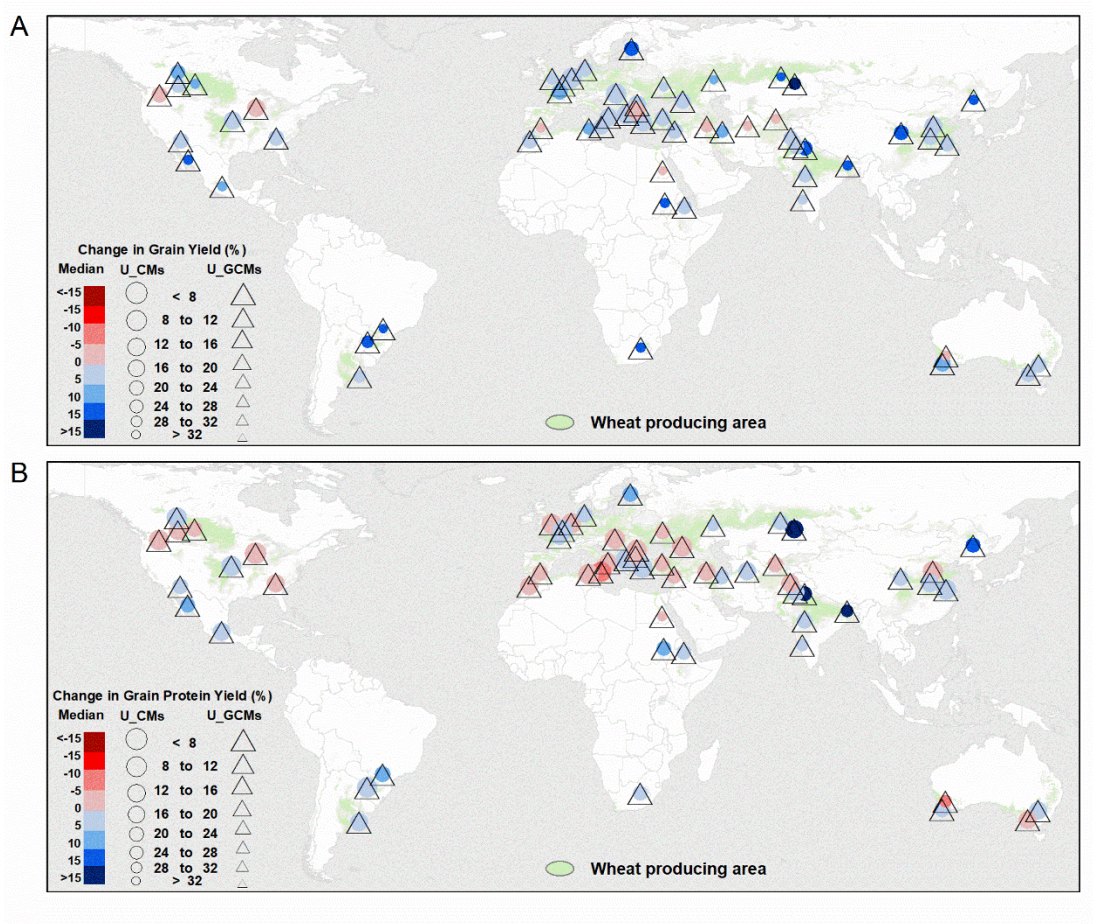 A
Change in Grain Yield (%)
Median U_CMs U_GCMs
<-15
-15
-10
-5
0
5
10
15
>15
< 8
8 to 12
12 to 16
16 to 20
20 to 24
24 to 28
28 to 32
> 32
Wheat producing area
B
Change in Grain Protein Yield (%)
Median U_CMs U_GCMs
<-15
-15
-10
-5
0
5
10
15
>15
< 8
8 to 12
12 to 16
16 to 20
20 to 24
24 to 28
28 to 32
> 32
Wheat producing area